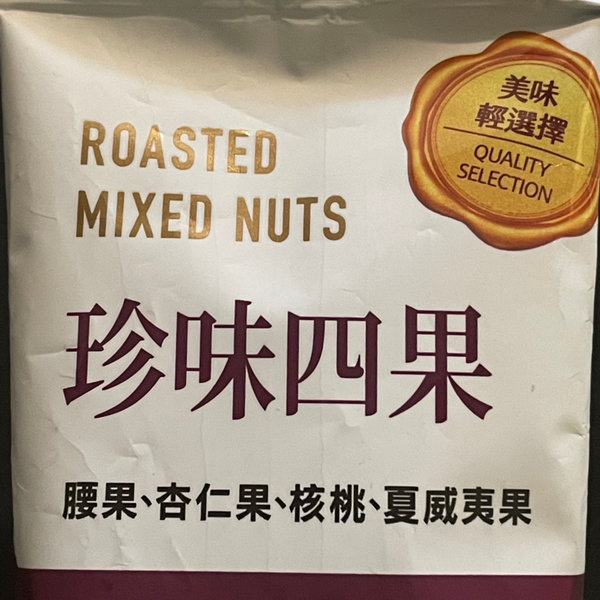 美味
輕選擇
QUALITY
SELECTION
ROASTED
MIXED NUTS
珍味四果
腰果、杏仁果、核桃、夏威夷果